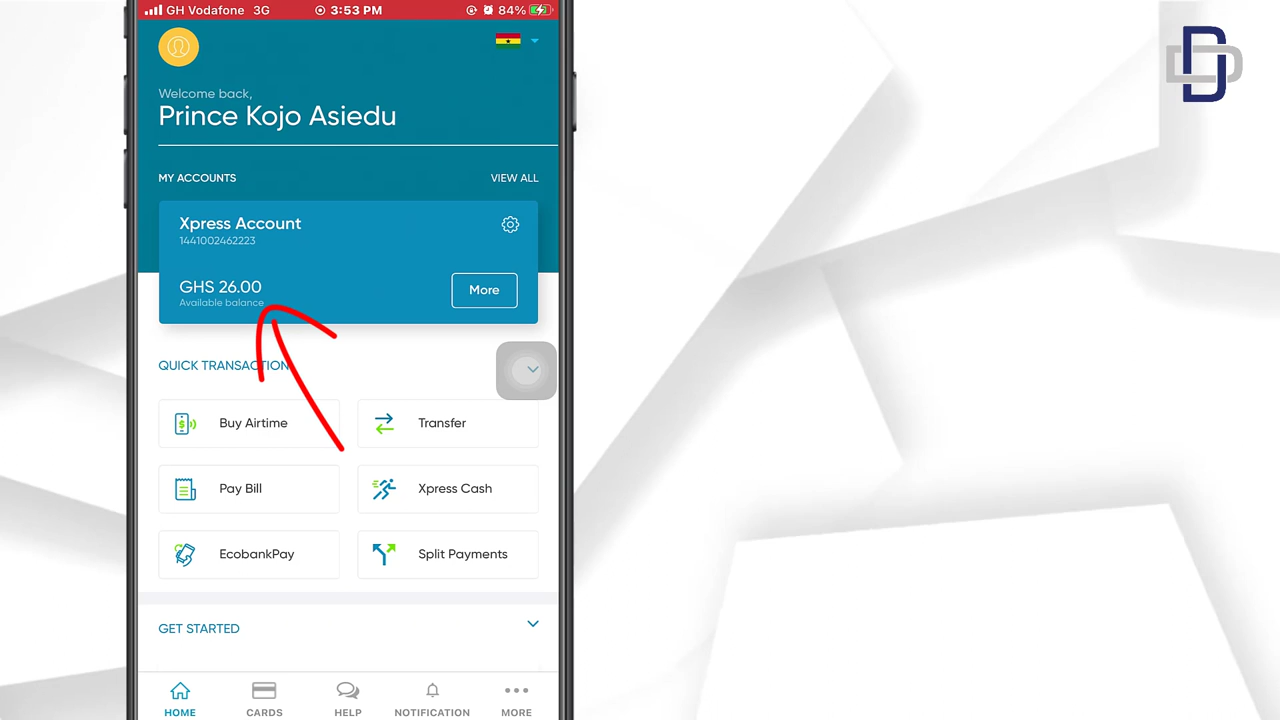 GH Vodafone 3G 3:53 PM 84%
Welcome back,
Prince Kojo Asiedu
MY ACCOUNTS VIEW ALL
Xpress Account
1441002462223
GHS 26.00 More
Available balance
QUICK TRANSACTION
Buy Airtime Transfer
Pay Bill Xpress Cash
EcobankPay Split Payments
GET STARTED
HOME CARDS HELP NOTIFICATION MORE